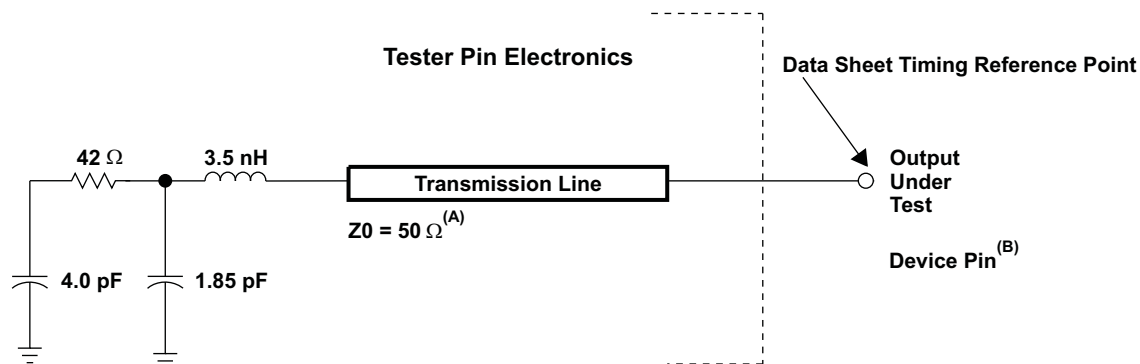 Tester Pin Electronics
Data Sheet Timing Reference Point
42 Ω
3.5 nH
Transmission Line
Output
Under
Test
Z0 = 50 Ω(A)
Device Pin(B)
4.0 pF
1.85 pF